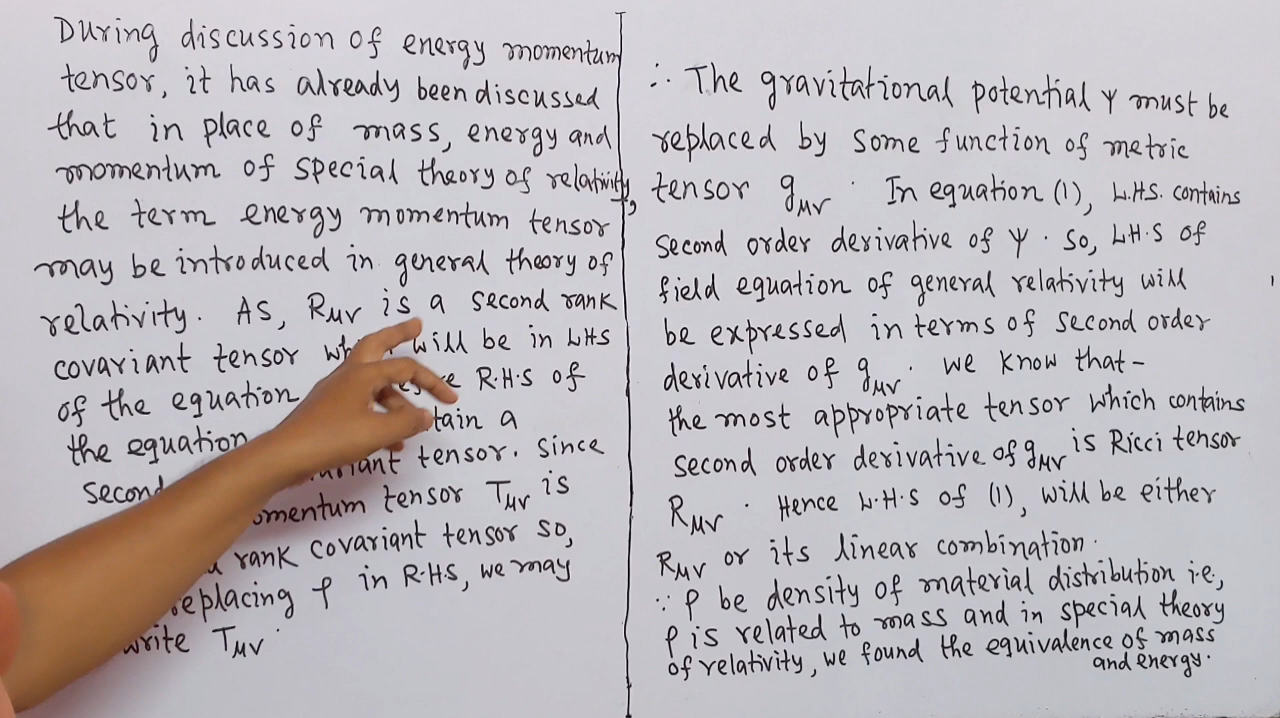 During discussion of energy momentum
tensor, it has already been discussed
that in place of mass, energy and
momentum of special theory of relativity,
the term energy momentum tensor
may be introduced in general theory of
relativity. As, Rμν is a second rank
covariant tensor will be in LHS
of the equation R.H.S of
the equation a
second tensor. Since
tensor Tμν is
rank covariant tensor so,
replacing ρ in R.H.S, we may
write Tμν.
∴ The gravitational potential ψ must be
replaced by some function of metric
tensor gμν. In equation (1), L.H.S. contains
second order derivative of ψ. So, L.H.S of
field equation of general relativity will
be expressed in terms of second order
derivative of gμν. we know that-
the most appropriate tensor which contains
second order derivative of gμν is Ricci tensor
Rμν. Hence L.H.S of (1), will be either
Rμν or its linear combination.
∵ ρ be density of material distribution i.e,
ρ is related to mass and in special theory
of relativity, we found the equivalence of mass
and energy.